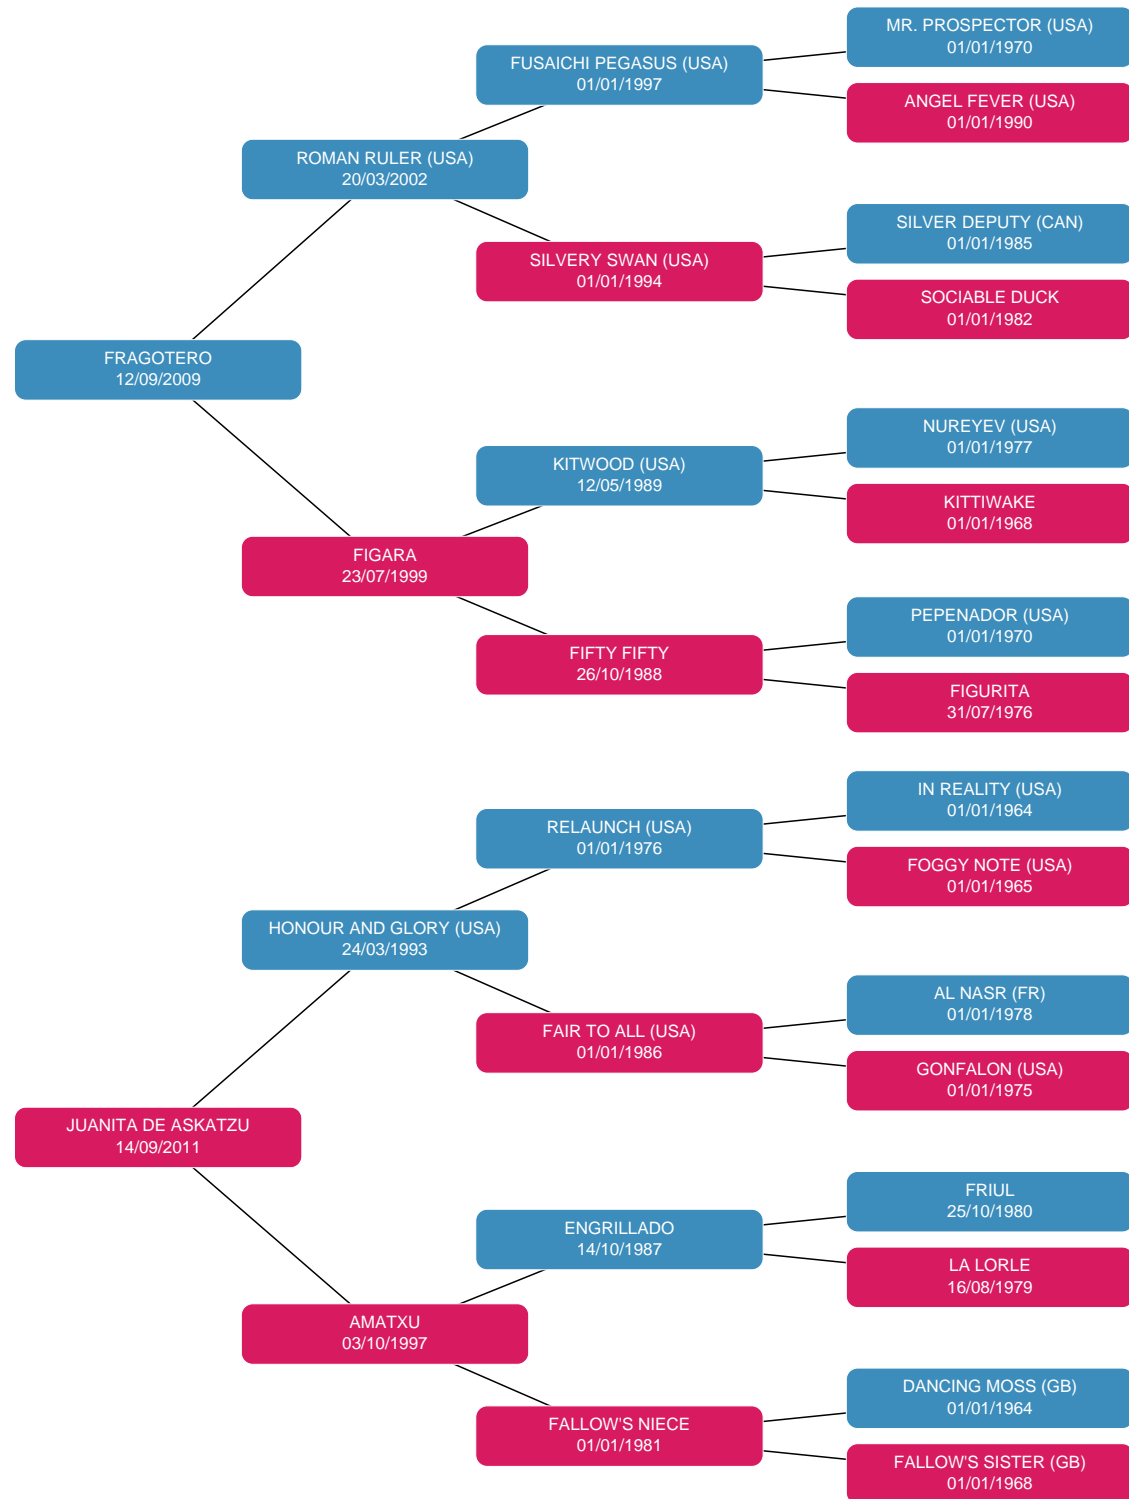 MR. PROSPECTOR (USA)
01/01/1970
FUSAICHI PEGASUS (USA)
01/01/1997
ANGEL FEVER (USA)
01/01/1990
ROMAN RULER (USA)
20/03/2002
SILVER DEPUTY (CAN)
01/01/1985
SILVERY SWAN (USA)
01/01/1994
SOCIABLE DUCK
01/01/1982
FRAGOTERO
12/09/2009
NUREYEV (USA)
01/01/1977
KITWOOD (USA)
12/05/1989
KITTIWAKE
01/01/1968
FIGARA
23/07/1999
PEPENADOR (USA)
01/01/1970
FIFTY FIFTY
26/10/1988
FIGURITA
31/07/1976
IN REALITY (USA)
01/01/1964
RELAUNCH (USA)
01/01/1976
FOGGY NOTE (USA)
01/01/1965
HONOUR AND GLORY (USA)
24/03/1993
AL NASR (FR)
01/01/1978
FAIR TO ALL (USA)
01/01/1986
GONFALON (USA)
01/01/1975
JUANITA DE ASKATZU
14/09/2011
FRIUL
25/10/1980
ENGRILLADO
14/10/1987
LA LORLE
16/08/1979
AMATXU
03/10/1997
DANCING MOSS (GB)
01/01/1964
FALLOW'S NIECE
01/01/1981
FALLOW'S SISTER (GB)
01/01/1968